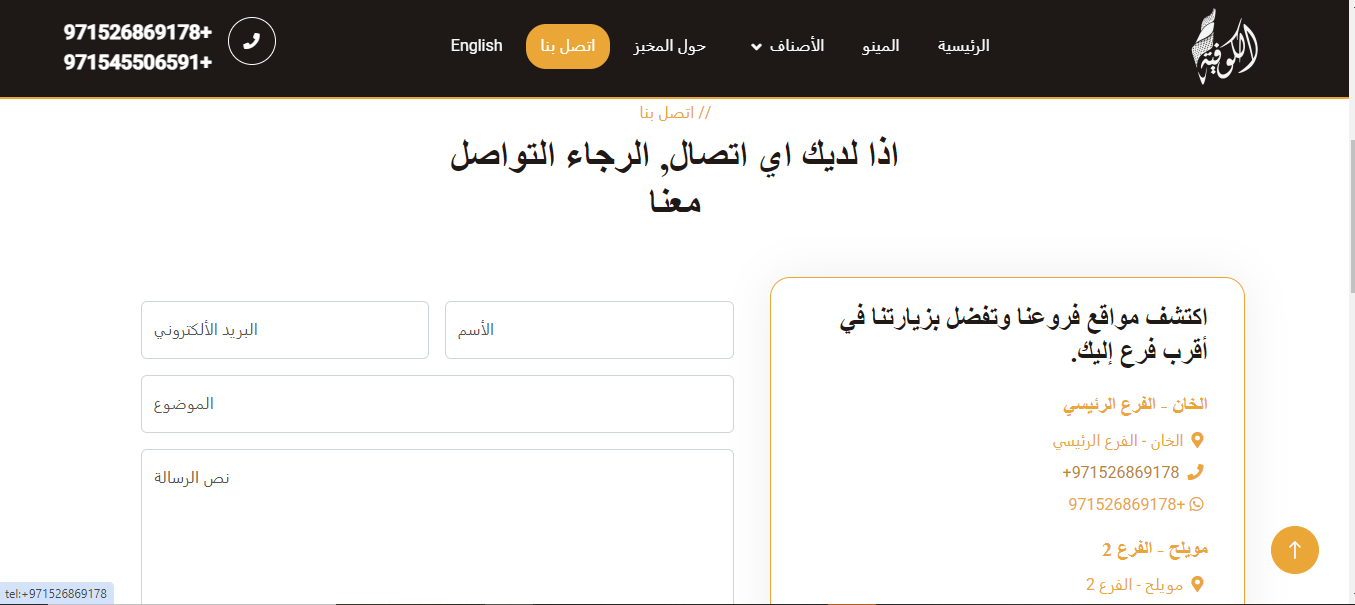 الكوفية
الرئيسية
المينو
الأصناف
حول المخبز
اتصل بنا
English
971526869178+
971545506591+
// اتصل بنا
اذا لديك اي اتصال, الرجاء التواصل
معنا
اكتشف مواقع فروعنا وتفضل بزيارتنا في
أقرب فرع إليك.
الخان - الفرع الرئيسي
الخان - الفرع الرئيسي
+971526869178
971526869178+
مويلح - الفرع 2
مويلح - الفرع 2
الأسم
البريد الألكتروني
الموضوع
نص الرسالة
tel:+971526869178